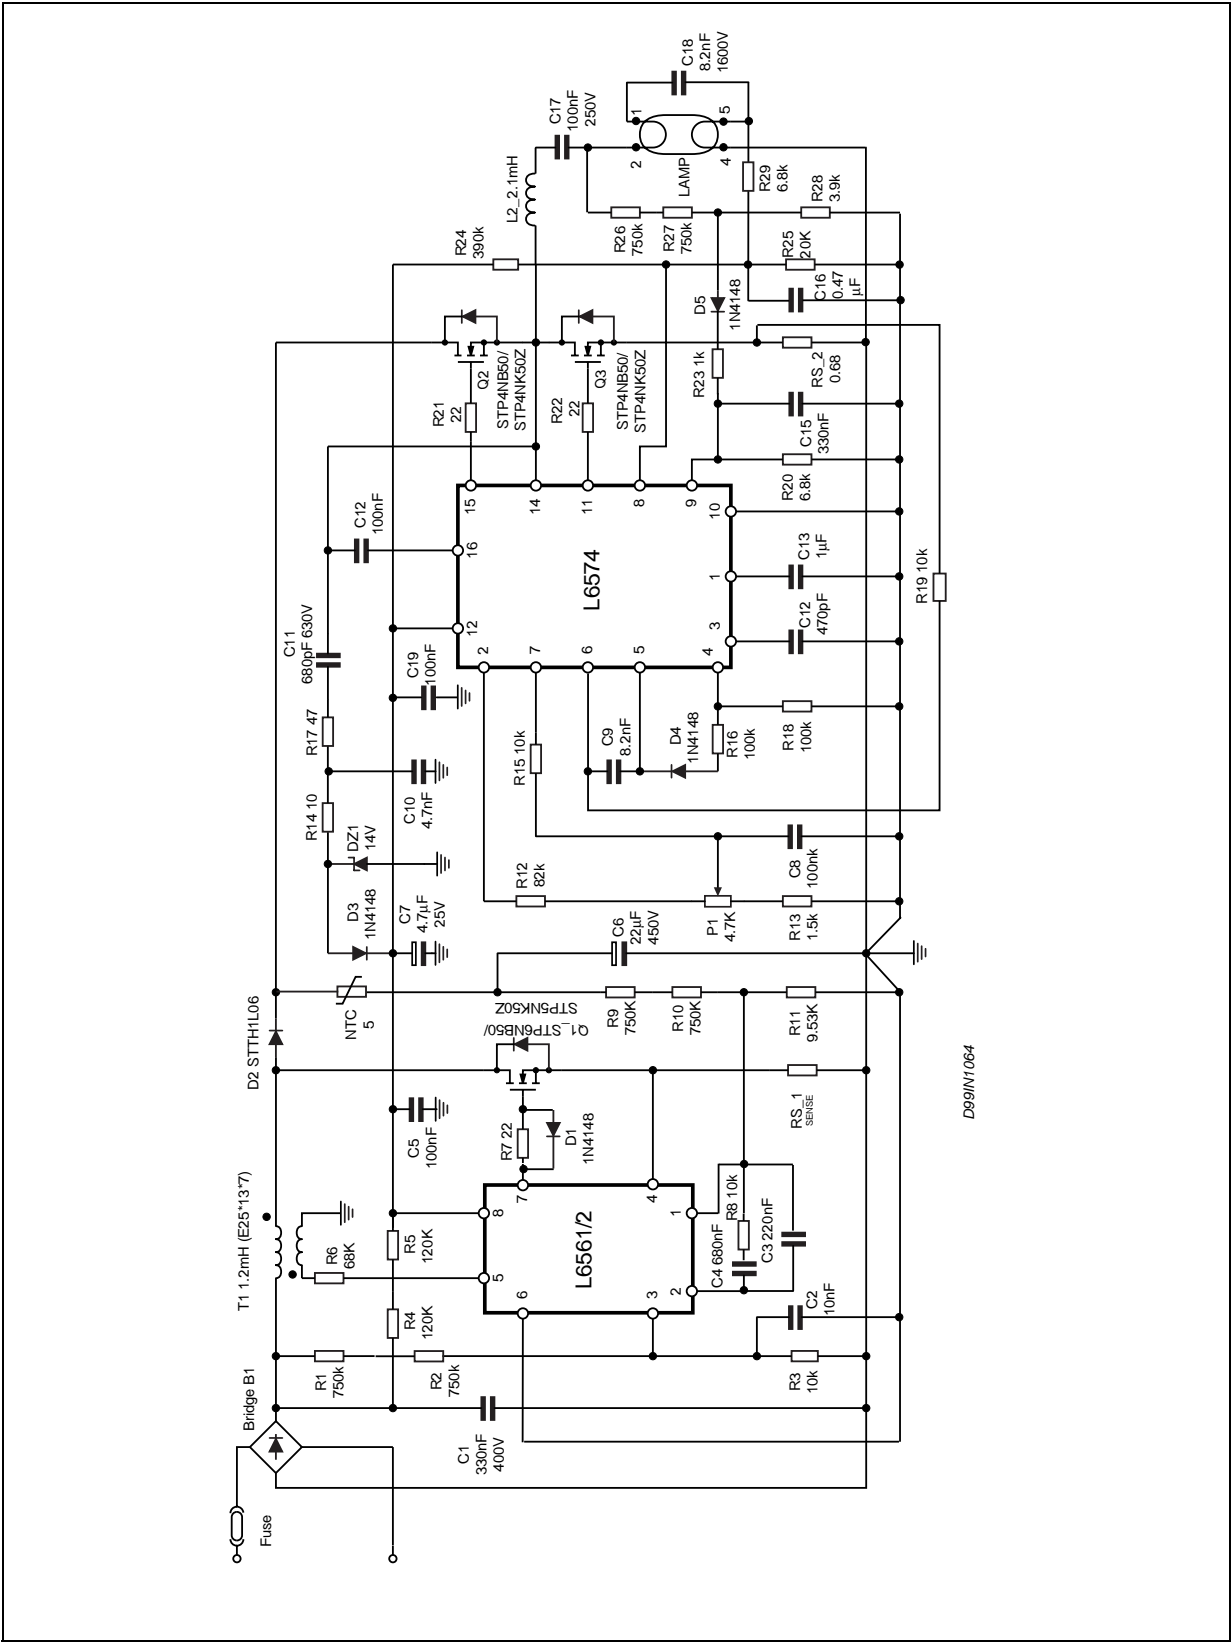 Fuse
Bridge B1
T1 1.2mH (E25*13*7)
D2 STTH1L06
R1
750k
R2
750k
R4
120K
R5
120K
R6
68K
C1
330nF
400V
C5
100nF
NTC
5
D3
1N4148
DZ1
14V
R14 10
R17 47
C11
680pF 630V
C7
4.7µF
25V
C10
4.7nF
C19
100nF
C12
100nF
L6561/2
5
8
6
7
3
4
2
1
R7 22
D1
1N4148
Q1_STP6NB50/
STP5NK50Z
C4 680nF
R8 10k
C3 220nF
C2
10nF
R3
10k
RS_1
SENSE
R9
750K
R10
750K
R11
9.53K
C6
22µF
450V
R12
82k
P1
4.7K
R13
1.5k
C8
100nk
R15 10k
C9
8.2nF
D4
1N4148
R16
100k
R18
100k
L6574
12
16
2
15
7
14
6
11
5
8
4
9
3
1
10
C12
470pF
C13
1µF
R19 10k
R20
6.8k
C15
330nF
R23 1k
D5
1N4148
R21
22
R22
22
Q2
STP4NB50/
STP4NK50Z
Q3
STP4NB50/
STP4NK50Z
RS_2
0.68
R24
390k
C16
0.47
µF
R25
20K
R28
3.9k
R29
6.8k
R26
750k
R27
750k
L2_2.1mH
C17
100nF
250V
LAMP
2
1
4
5
C18
8.2nF
1600V
D99IN1064